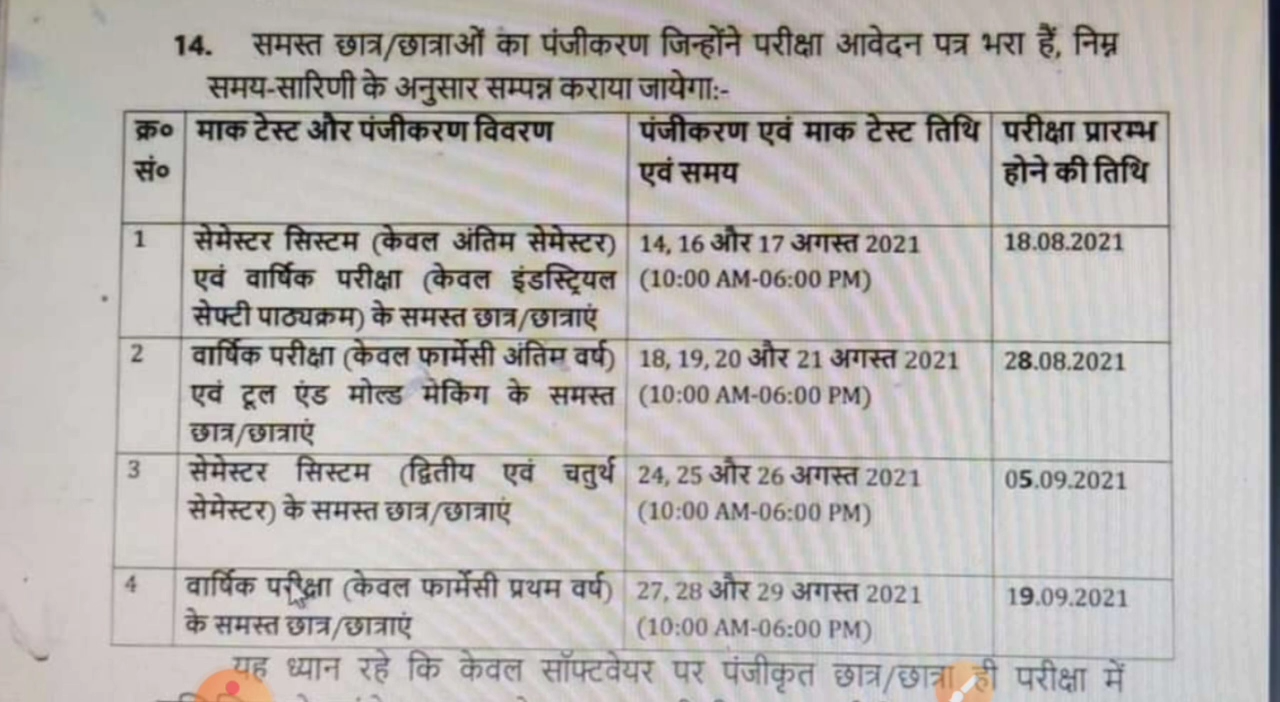 14. समस्त छात्र/छात्राओं का पंजीकरण जिन्होंने परीक्षा आवेदन पत्र भरा हैं, निम्न
समय-सारिणी के अनुसार सम्पन्न कराया जायेगा:-
क्र० सं०
माक टेस्ट और पंजीकरण विवरण
पंजीकरण एवं माक टेस्ट तिथि
एवं समय
परीक्षा प्रारम्भ
होने की तिथि
1
सेमेस्टर सिस्टम (केवल अंतिम सेमेस्टर)
एवं वार्षिक परीक्षा (केवल इंडस्ट्रियल
सेफ्टी पाठ्यक्रम) के समस्त छात्र/छात्राएं
14, 16 और 17 अगस्त 2021
(10:00 AM-06:00 PM)
18.08.2021
2
वार्षिक परीक्षा (केवल फार्मेसी अंतिम वर्ष)
एवं टूल एंड मोल्ड मेकिंग के समस्त
छात्र/छात्राएं
18, 19, 20 और 21 अगस्त 2021
(10:00 AM-06:00 PM)
28.08.2021
3
सेमेस्टर सिस्टम (द्वितीय एवं चतुर्थ
सेमेस्टर) के समस्त छात्र/छात्राएं
24, 25 और 26 अगस्त 2021
(10:00 AM-06:00 PM)
05.09.2021
4
वार्षिक परीक्षा (केवल फार्मेसी प्रथम वर्ष)
के समस्त छात्र/छात्राएं
27, 28 और 29 अगस्त 2021
(10:00 AM-06:00 PM)
19.09.2021
यह ध्यान रहे कि केवल सॉफ्टवेयर पर पंजीकृत छात्र/छात्रा ही परीक्षा में